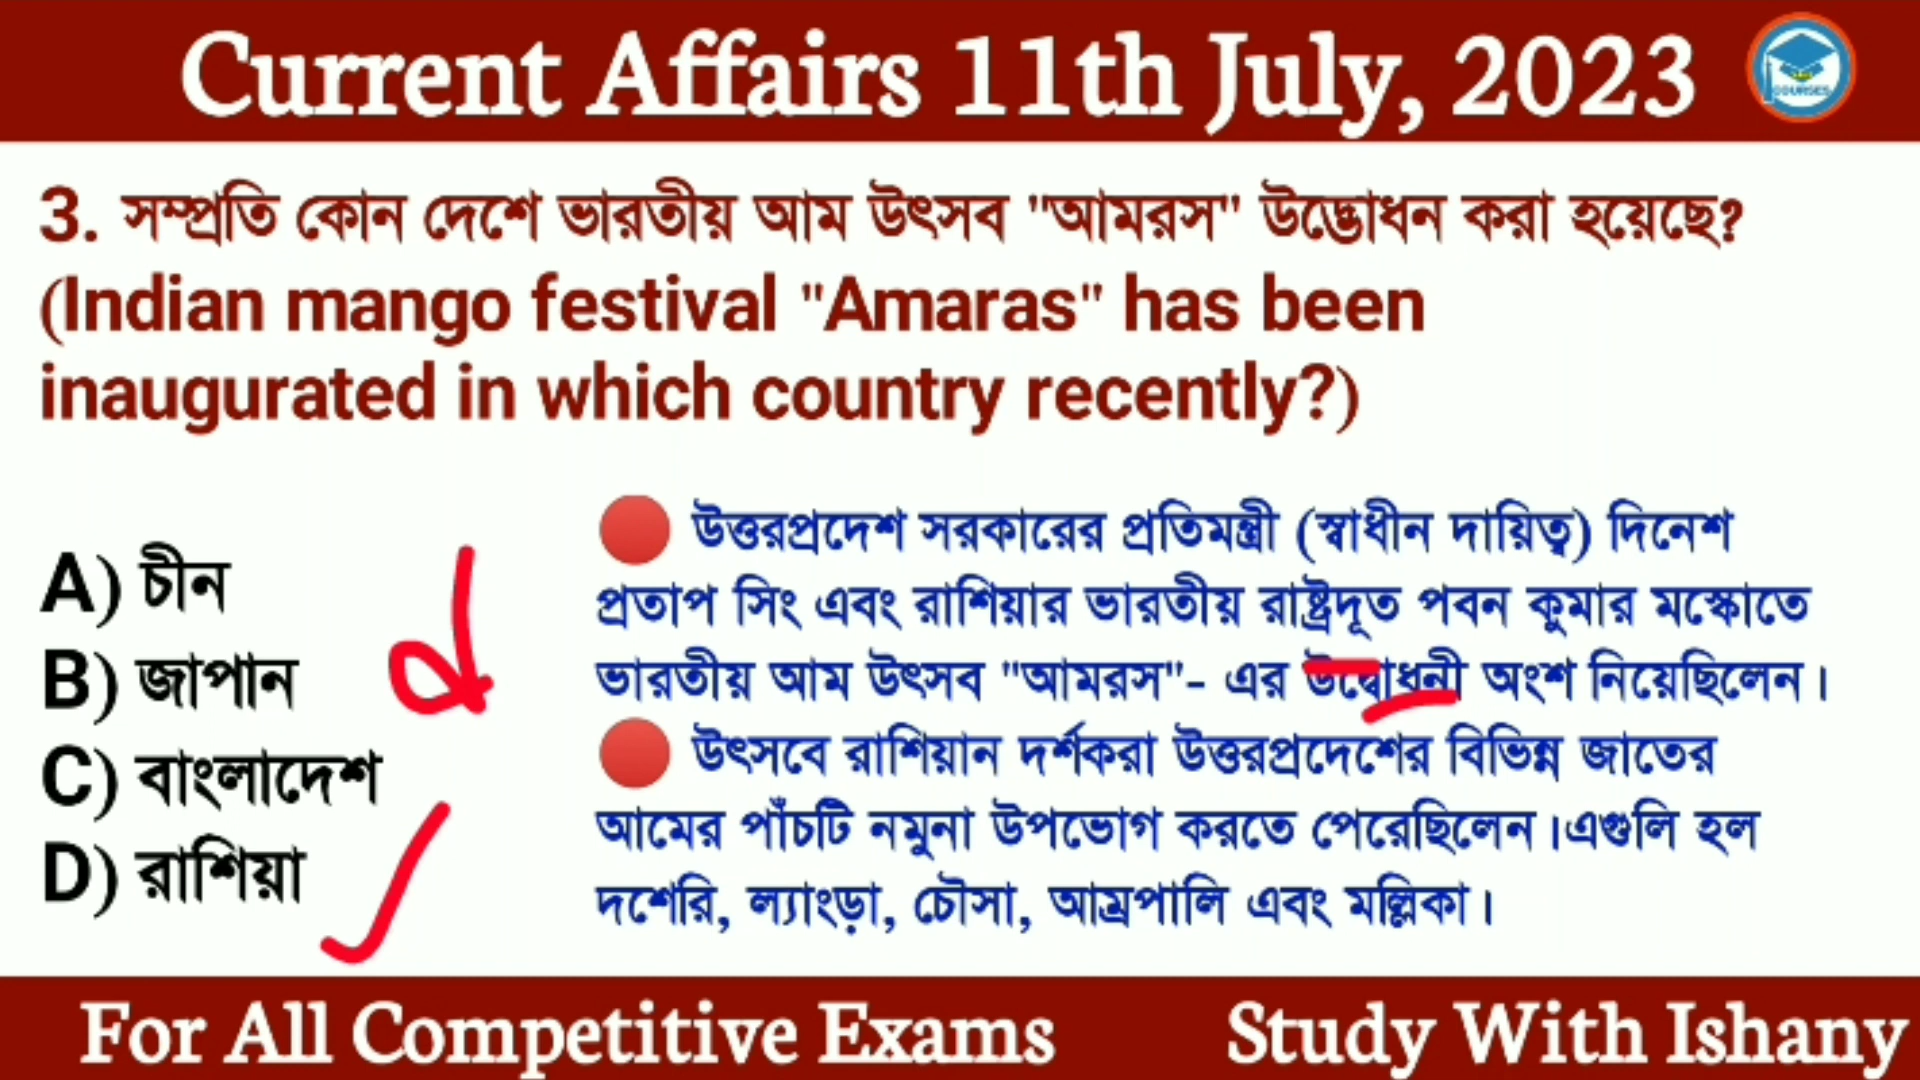 Current Affairs 11th July, 2023
COURSES
3. সম্প্রতি কোন দেশে ভারতীয় আম উৎসব "আমরস" উদ্ভোধন করা হয়েছে?
(Indian mango festival "Amaras" has been
inaugurated in which country recently?)
A) চীন
B) জাপান
C) বাংলাদেশ
D) রাশিয়া
d
উত্তরপ্রদেশ সরকারের প্রতিমন্ত্রী (স্বাধীন দায়িত্ব) দিনেশ
প্রতাপ সিং এবং রাশিয়ার ভারতীয় রাষ্ট্রদূত পবন কুমার মস্কোতে
ভারতীয় আম উৎসব "আমরস"- এর উদ্বোধনী অংশ নিয়েছিলেন।
উৎসবে রাশিয়ান দর্শকরা উত্তরপ্রদেশের বিভিন্ন জাতের
আমের পাঁচটি নমুনা উপভোগ করতে পেরেছিলেন।এগুলি হল
দশেরি, ল্যাংড়া, চৌসা, আম্রপালি এবং মল্লিকা।
For All Competitive Exams
Study With Ishany